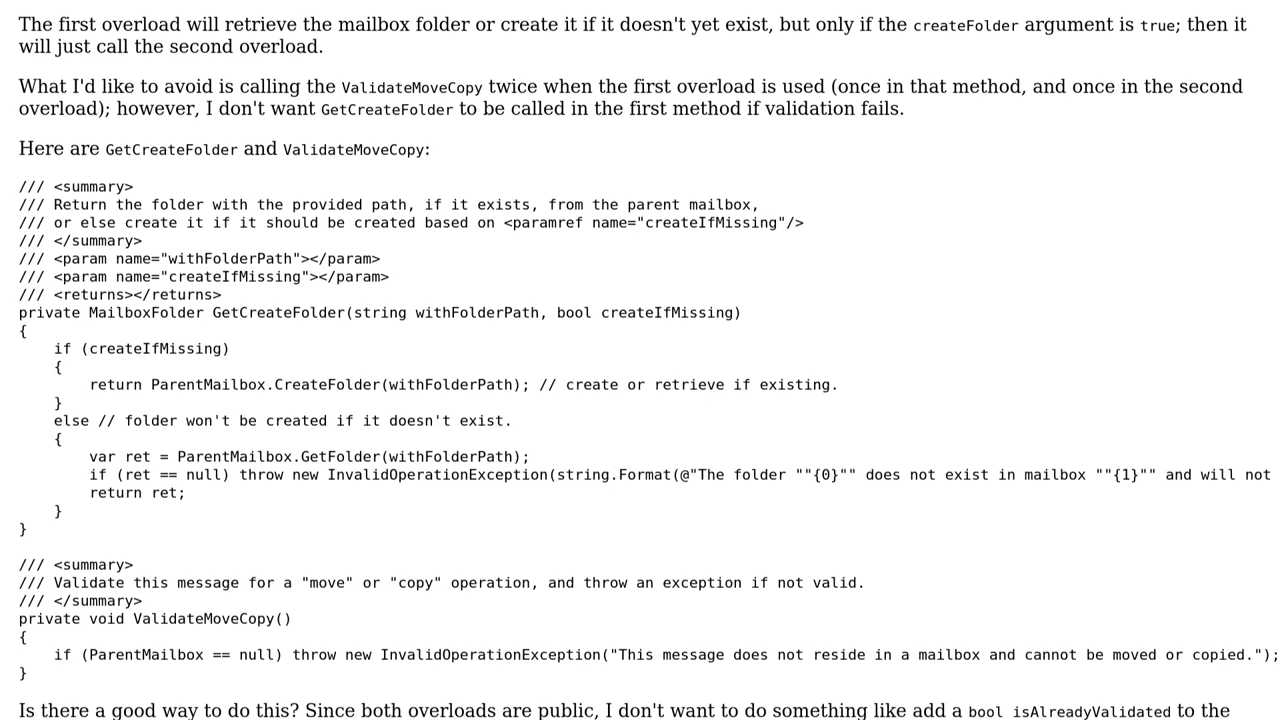 The first overload will retrieve the mailbox folder or create it if it doesn't yet exist, but only if the createFolder argument is true; then it
will just call the second overload.
What I'd like to avoid is calling the ValidateMoveCopy twice when the first overload is used (once in that method, and once in the second
overload); however, I don't want GetCreateFolder to be called in the first method if validation fails.
Here are GetCreateFolder and ValidateMoveCopy:
/// <summary>
/// Return the folder with the provided path, if it exists, from the parent mailbox,
/// or else create it if it should be created based on <paramref name="createIfMissing"/>
/// </summary>
/// <param name="withFolderPath"></param>
/// <param name="createIfMissing"></param>
/// <returns></returns>
private MailboxFolder GetCreateFolder(string withFolderPath, bool createIfMissing)
{
    if (createIfMissing)
    {
        return ParentMailbox.CreateFolder(withFolderPath); // create or retrieve if existing.
    }
    else // folder won't be created if it doesn't exist.
    {
        var ret = ParentMailbox.GetFolder(withFolderPath);
        if (ret == null) throw new InvalidOperationException(string.Format(@"The folder ""{0}"" does not exist in mailbox ""{1}"" and will not
        return ret;
    }
}
/// <summary>
/// Validate this message for a "move" or "copy" operation, and throw an exception if not valid.
/// </summary>
private void ValidateMoveCopy()
{
    if (ParentMailbox == null) throw new InvalidOperationException("This message does not reside in a mailbox and cannot be moved or copied.");
}
Is there a good way to do this? Since both overloads are public, I don't want to do something like add a bool isAlreadyValidated to the